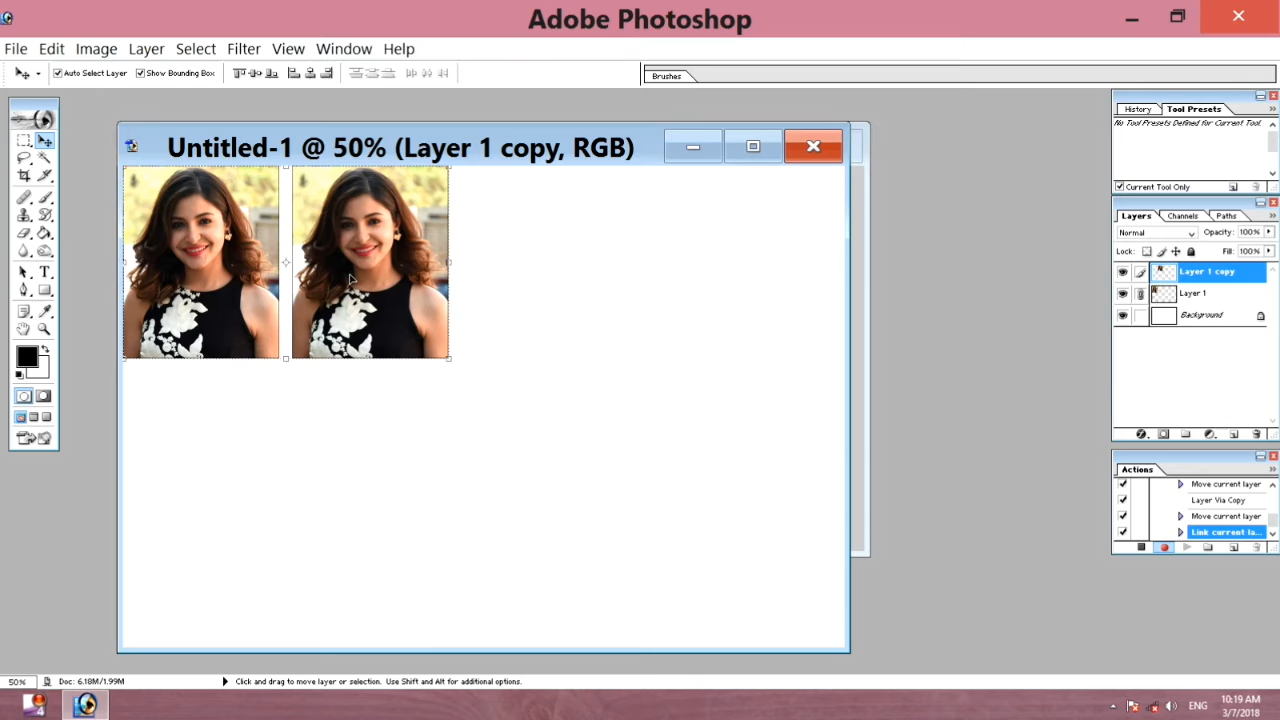 Adobe Photoshop
File Edit Image Layer Select Filter View Window Help
Auto Select Layer Show Bounding Box
Brushes
History Tool Presets
No Tool Presets Defined for Current Tool.
Current Tool Only
Untitled-1 @ 50% (Layer 1 copy, RGB)
Layers Channels Paths
Normal Opacity: 100%
Lock: Fill: 100%
Layer 1 copy
Layer 1
Background
Actions
Move current layer
Layer Via Copy
Move current layer
Link current la...
50% Doc: 6.18M/1.99M Click and drag to move layer or selection. Use Shift and Alt for additional options.
ENG
10:19 AM
3/7/2018